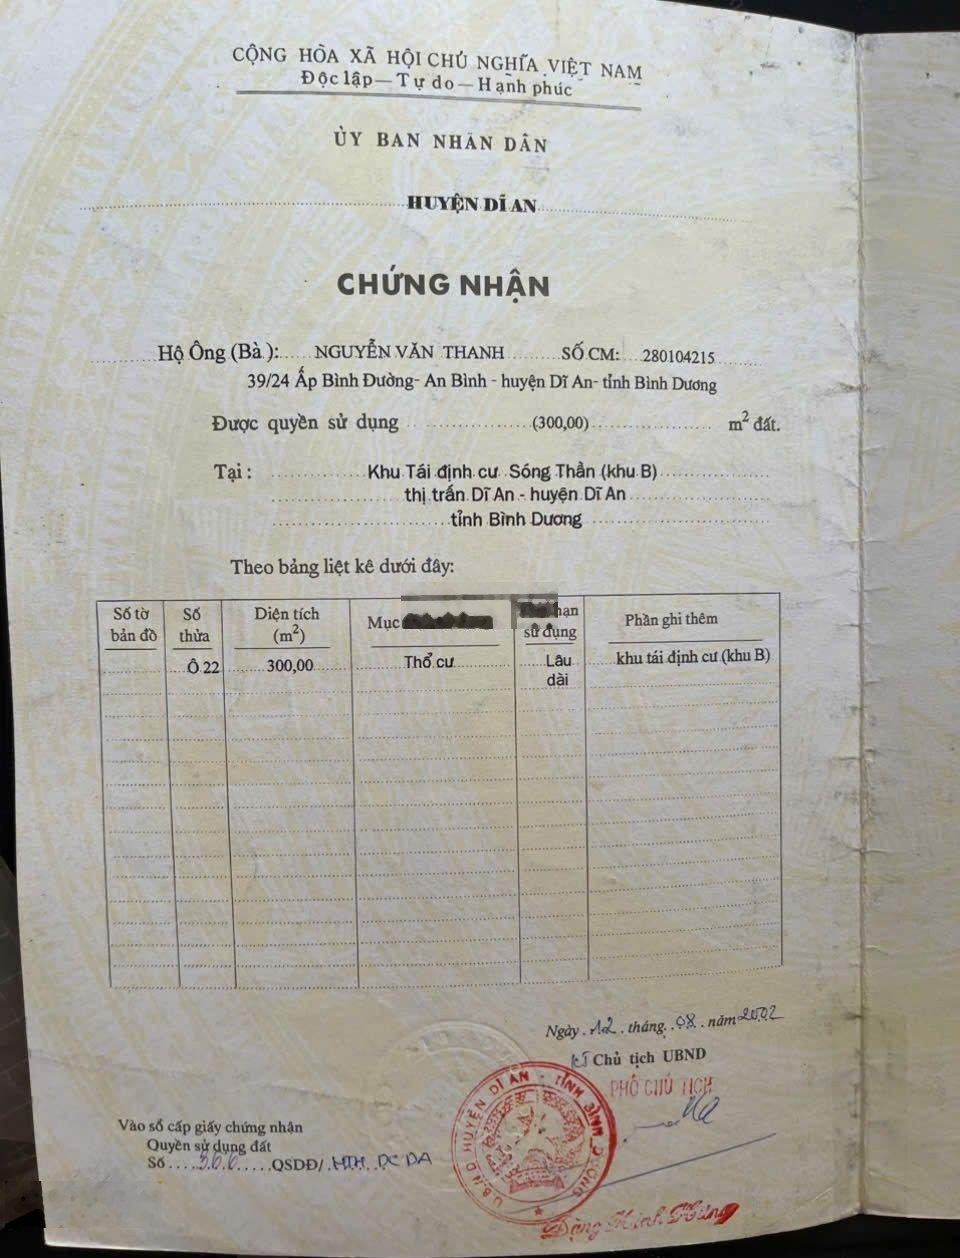 CỘNG HÒA XÃ HỘI CHỦ NGHĨA VIỆT NAM
Độc lập — Tự do — Hạnh phúc
ỦY BAN NHÂN DÂN
HUYỆN DĨ AN
CHỨNG NHẬN
Hộ Ông (Bà): NGUYỄN VĂN THANH SỐ CM: 280104215
39/24 Ấp Bình Đường- An Bình - huyện Dĩ An- tỉnh Bình Dương
Được quyền sử dụng (300,00) m² đất.
Tại: Khu Tái định cư Sóng Thần (khu B)
thị trấn Dĩ An - huyện Dĩ An
tỉnh Bình Dương
Theo bảng liệt kê dưới đây:
Số tờ bản đồ
Số thửa
Diện tích (m²)
Mục
hạn sử dụng
Phần ghi thêm
Ô 22
300,00
Thổ cư
Lâu dài
khu tái định cư (khu B)
Ngày 12 tháng 08 năm 2002
KT Chủ tịch UBND
PHÓ CHỦ TỊCH
U.B.N.D HUYỆN DĨ AN - TỈNH BÌNH DƯƠNG
Đặng Minh Hưng
Vào sổ cấp giấy chứng nhận
Quyền sử dụng đất
Số 366 QSDĐ/